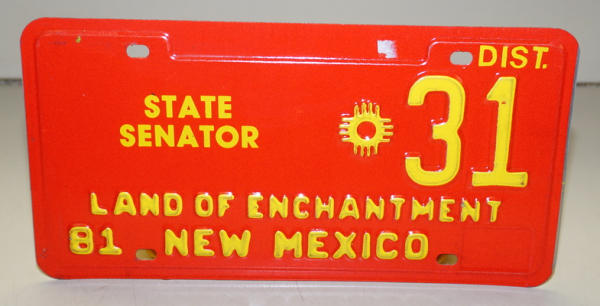 DIST.
STATE
SENATOR
31
LAND OF ENCHANTMENT
81 NEW MEXICO